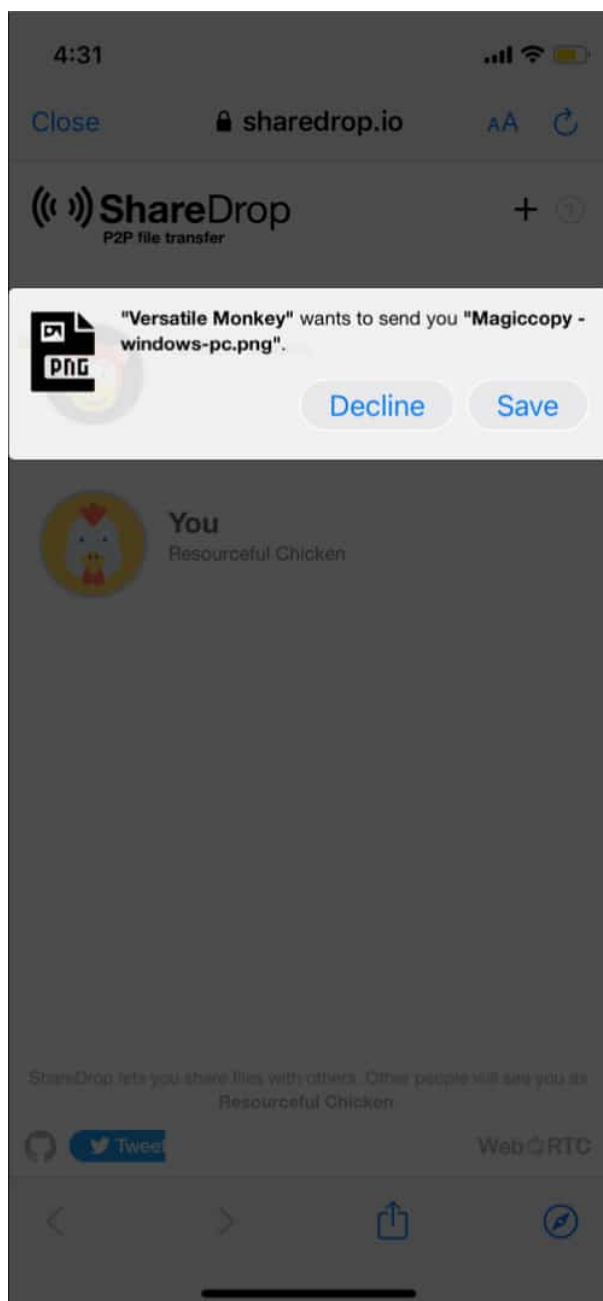 4:31
Close sharedrop.io AA
ShareDrop +
P2P file transfer
"Versatile Monkey" wants to send you "Magiccopy -
windows-pc.png".
PNG
Decline Save
You
Resourceful Chicken
ShareDrop lets you share files with others. Other people will see you as
Resourceful Chicken
Tweet
WebRTC